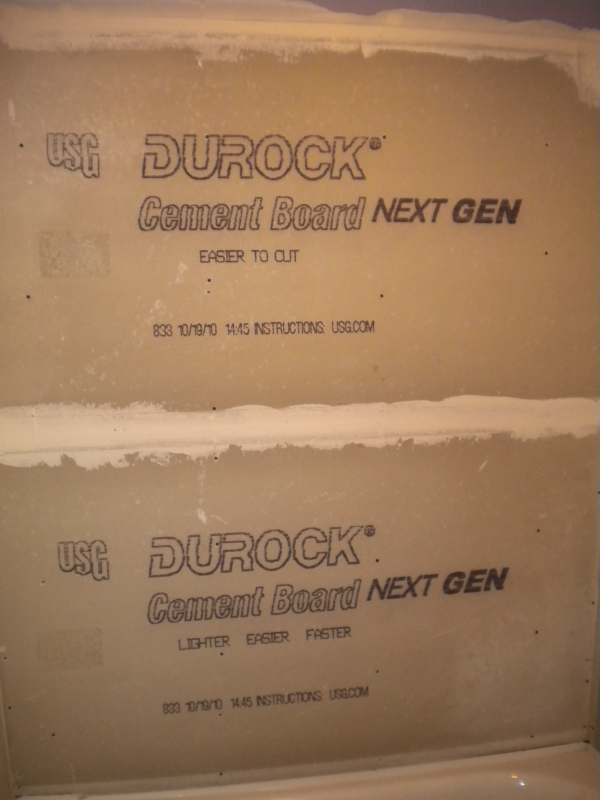 USG DUROCK®
Cement Board NEXT GEN
EASIER TO CUT
833 10/19/10 14:45 INSTRUCTIONS: USG.COM
USG DUROCK®
Cement Board NEXT GEN
LIGHTER EASIER FASTER
833 10/19/10 14:45 INSTRUCTIONS: USG.COM